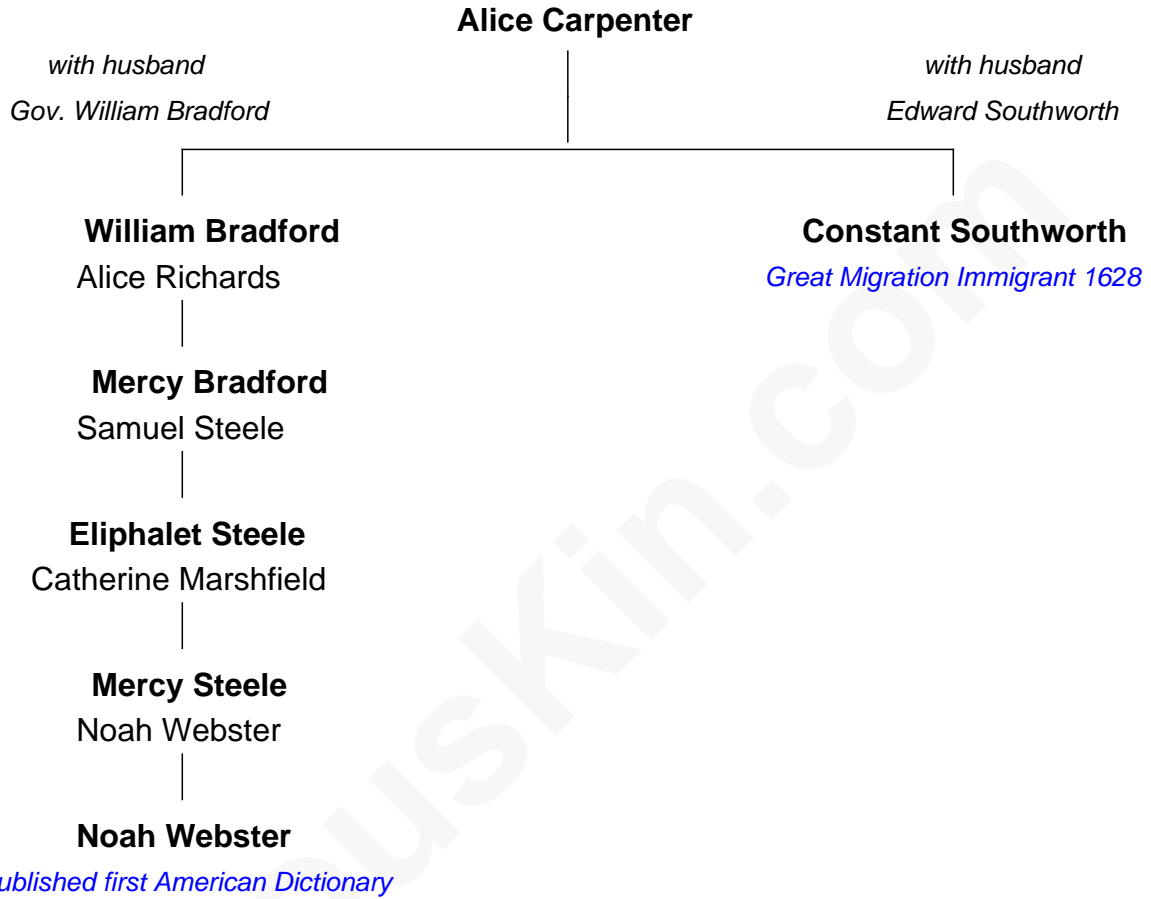 Alice Carpenter
with husband
Gov. William Bradford
with husband
Edward Southworth
William Bradford
Alice Richards
Constant Southworth
Great Migration Immigrant 1628
Mercy Bradford
Samuel Steele
Eliphalet Steele
Catherine Marshfield
Mercy Steele
Noah Webster
Noah Webster
ublished first American Dictionary
ousKin.com